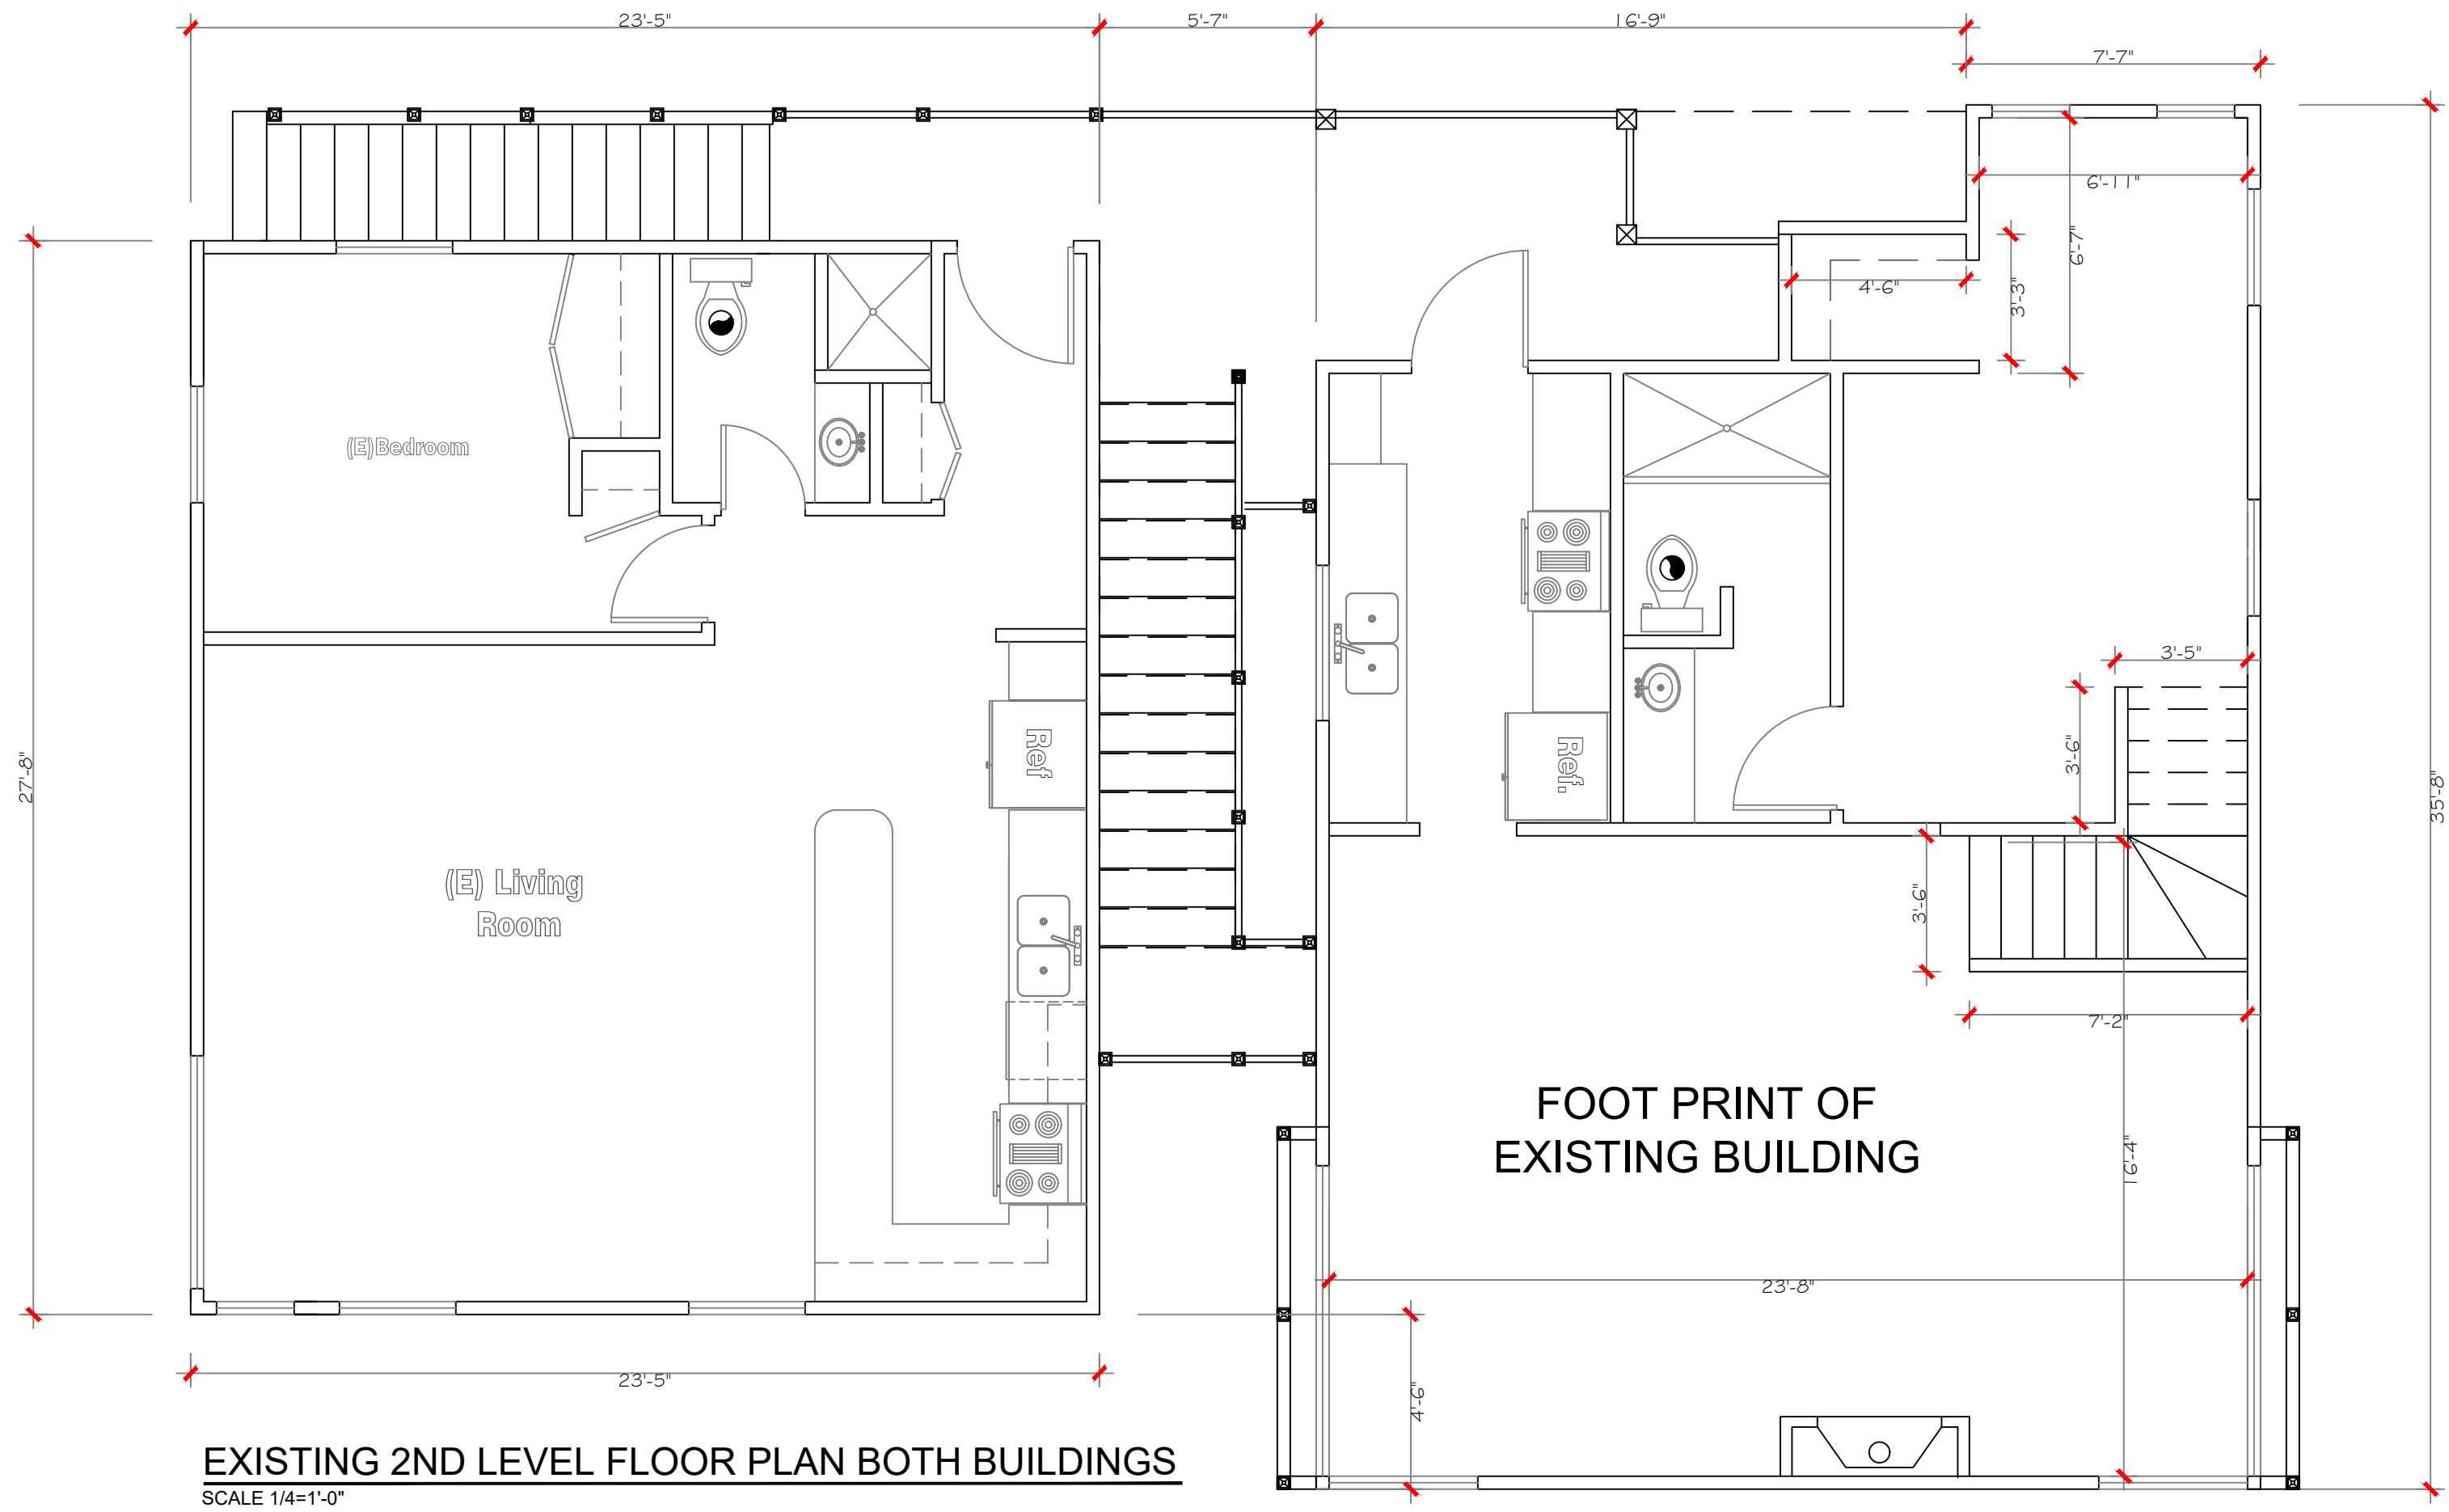 23'-5"
5'-7"
16'-9"
7'-7"
6'-11"
6'-7"
4'-6"
3'-3"
(E)Bedroom
3'-5"
3'-6"
Ref
Ref.
27'-8"
35'-8"
(E) Living
Room
3'-6"
7'-2"
FOOT PRINT OF
EXISTING BUILDING
16'-4"
23'-8"
23'-5"
4'-6"
EXISTING 2ND LEVEL FLOOR PLAN BOTH BUILDINGS
SCALE 1/4=1'-0"